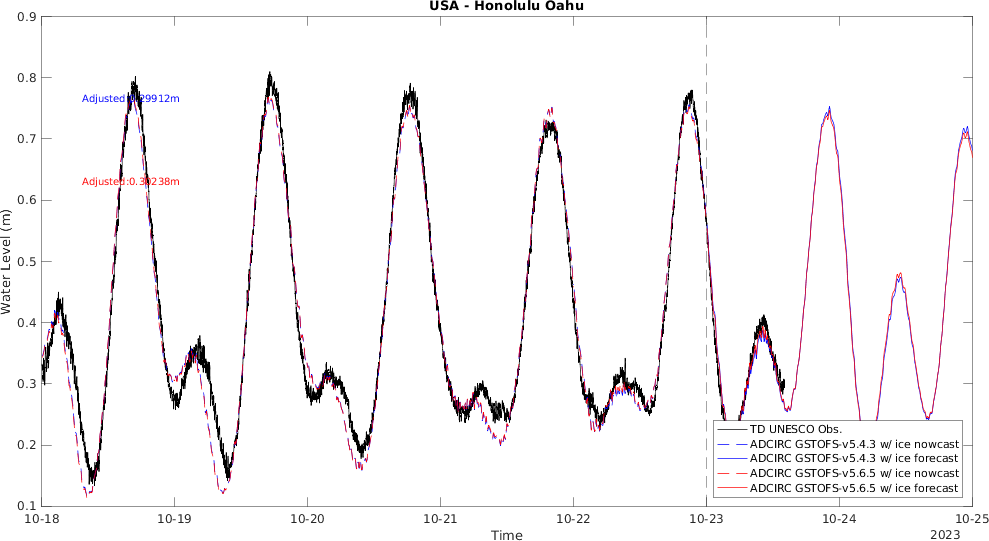 USA - Honolulu Oahu
0.9
0.8
0.7
0.6
0.5
0.4
0.3
0.2
0.1
Water Level (m)
Adjusted:0.29912m
Adjusted:0.30238m
TD UNESCO Obs.
ADCIRC GSTOFS-v5.4.3 w/ ice nowcast
ADCIRC GSTOFS-v5.4.3 w/ ice forecast
ADCIRC GSTOFS-v5.6.5 w/ ice nowcast
ADCIRC GSTOFS-v5.6.5 w/ ice forecast
10-18 10-19 10-20 10-21 10-22 10-23 10-24 10-25
Time
2023